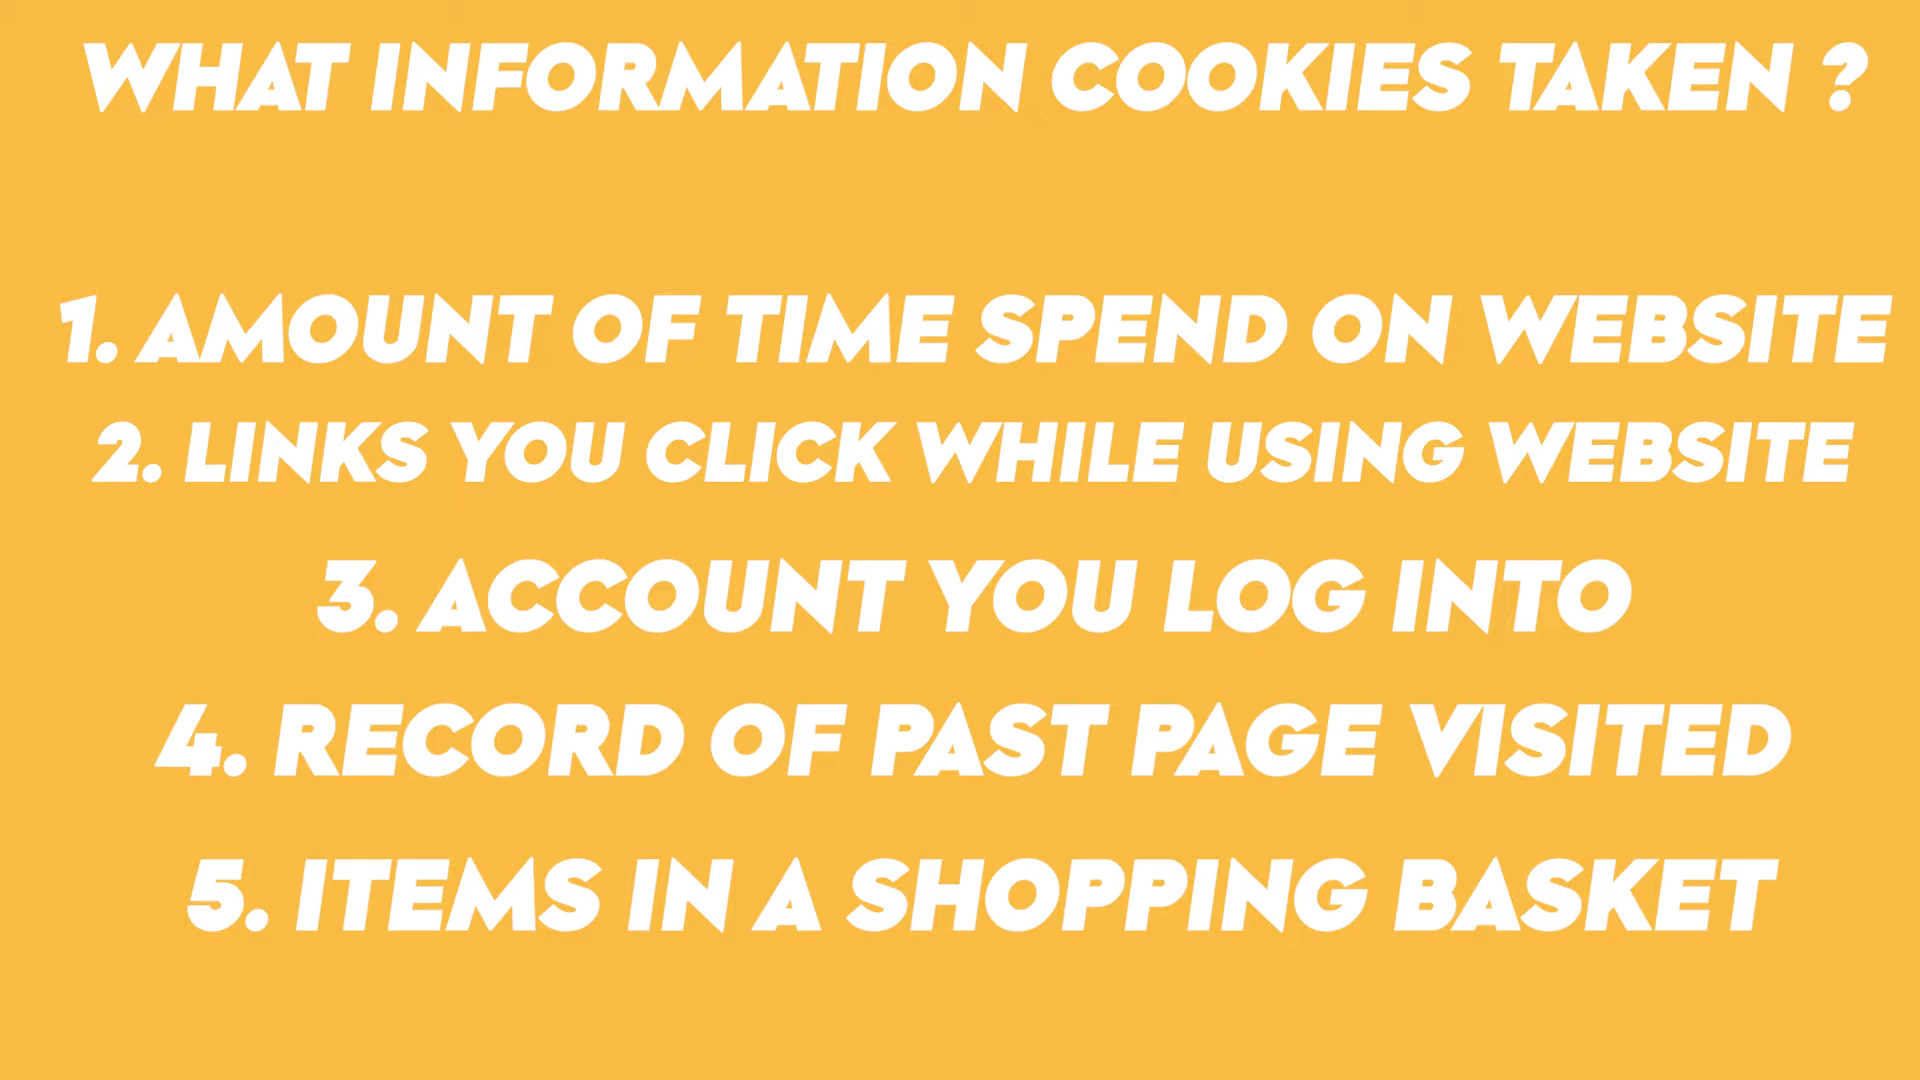 WHAT INFORMATION COOKIES TAKEN ?
1. AMOUNT OF TIME SPEND ON WEBSITE
2. LINKS YOU CLICK WHILE USING WEBSITE
3. ACCOUNT YOU LOG INTO
4. RECORD OF PAST PAGE VISITED
5. ITEMS IN A SHOPPING BASKET